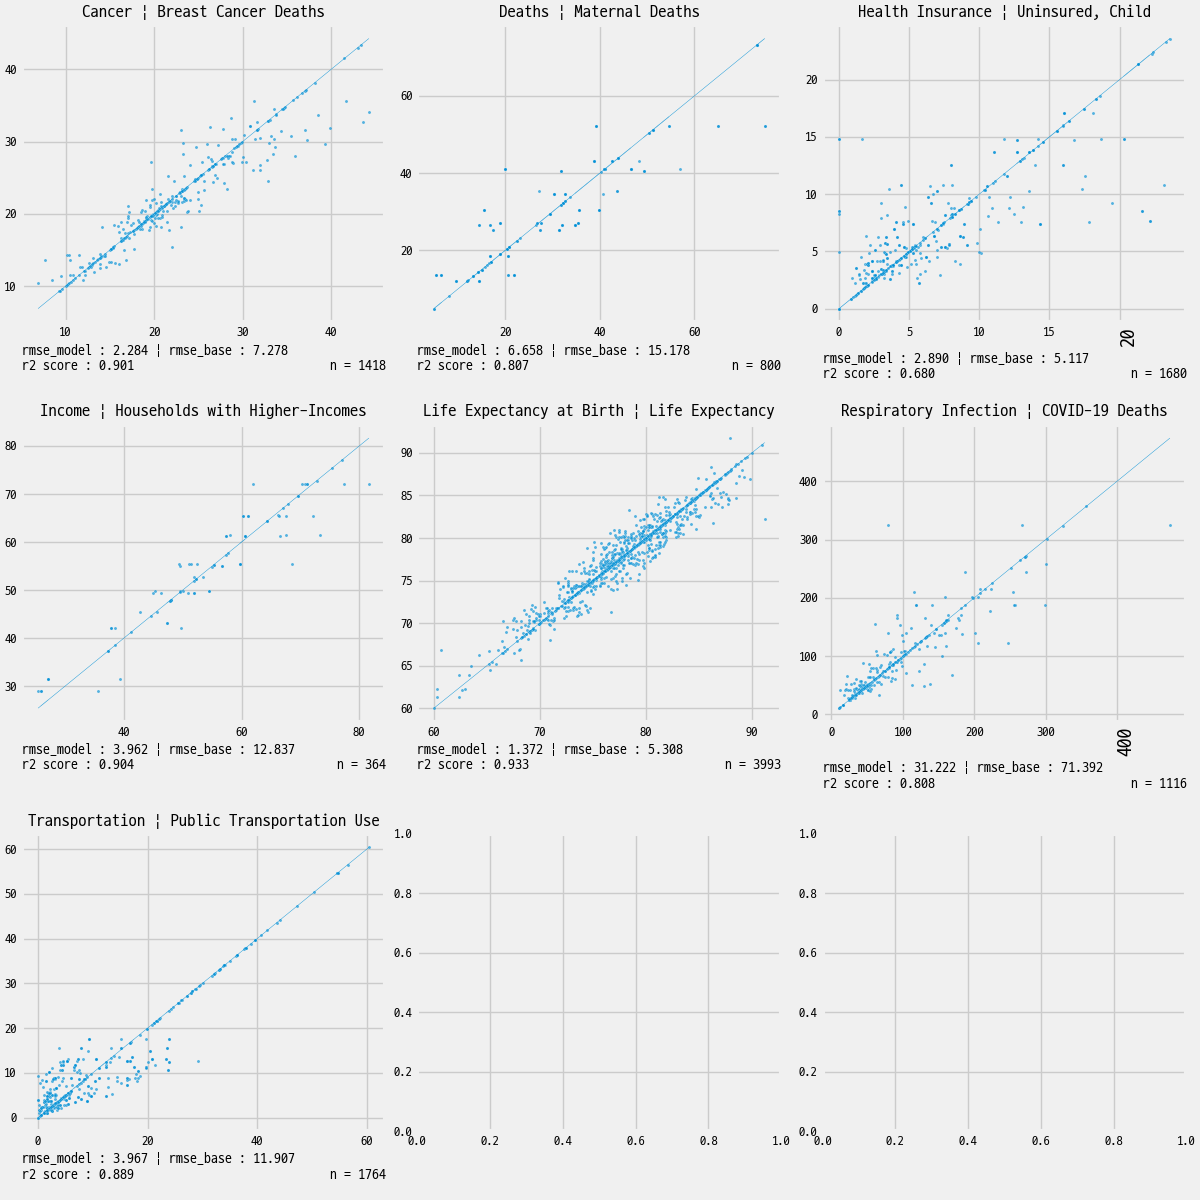 Cancer ¦ Breast Cancer Deaths
40
30
20
10
10 20 30 40
rmse_model : 2.284 ¦ rmse_base : 7.278
r2 score : 0.901 n = 1418
Deaths ¦ Maternal Deaths
60
40
20
20 40 60
rmse_model : 6.658 ¦ rmse_base : 15.178
r2 score : 0.807 n = 800
Health Insurance ¦ Uninsured, Child
20
15
10
5
0
0 5 10 15 20
rmse_model : 2.890 ¦ rmse_base : 5.117
r2 score : 0.680 n = 1680
Income ¦ Households with Higher-Incomes
80
70
60
50
40
30
40 60 80
rmse_model : 3.962 ¦ rmse_base : 12.837
r2 score : 0.904 n = 364
Life Expectancy at Birth ¦ Life Expectancy
90
85
80
75
70
65
60
60 70 80 90
rmse_model : 1.372 ¦ rmse_base : 5.308
r2 score : 0.933 n = 3993
Respiratory Infection ¦ COVID-19 Deaths
400
300
200
100
0
0 100 200 300 400
rmse_model : 31.222 ¦ rmse_base : 71.392
r2 score : 0.808 n = 1116
Transportation ¦ Public Transportation Use
60
50
40
30
20
10
0
0 20 40 60
rmse_model : 3.967 ¦ rmse_base : 11.907
r2 score : 0.889 n = 1764
1.0
0.8
0.6
0.4
0.2
0.0
0.0 0.2 0.4 0.6 0.8 1.0
1.0
0.8
0.6
0.4
0.2
0.0
0.0 0.2 0.4 0.6 0.8 1.0